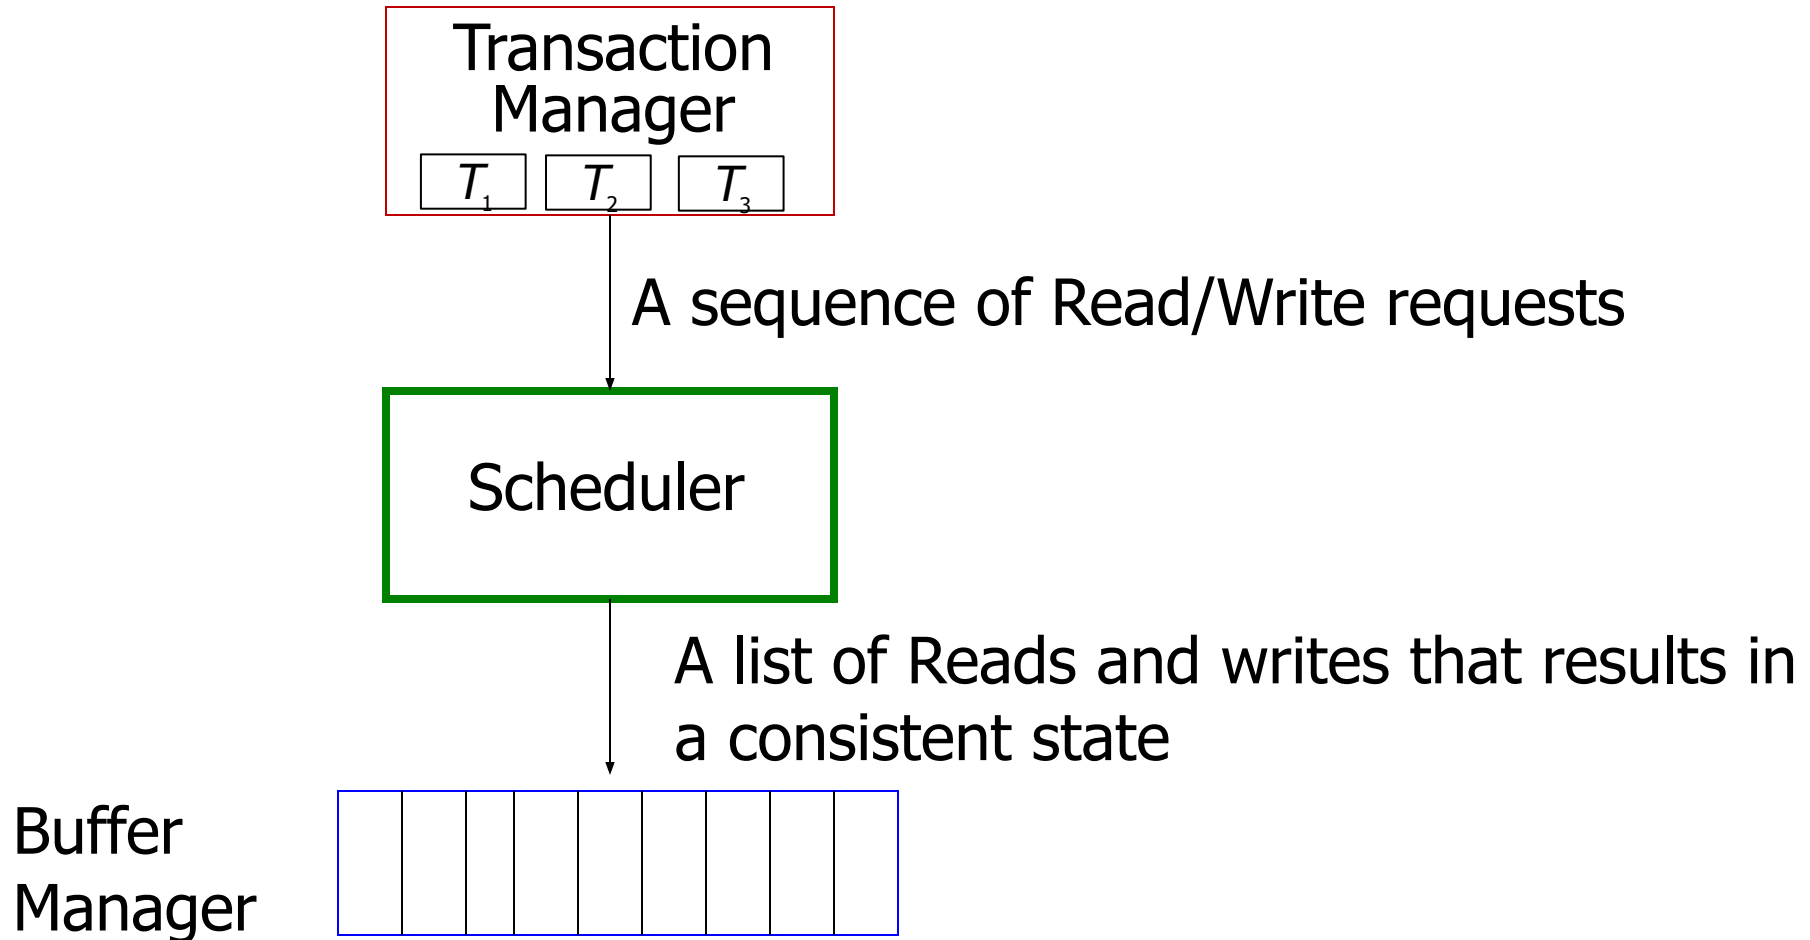 Transaction
Manager
T1 T2 T3
A sequence of Read/Write requests
Scheduler
A list of Reads and writes that results in
a consistent state
Buffer
Manager